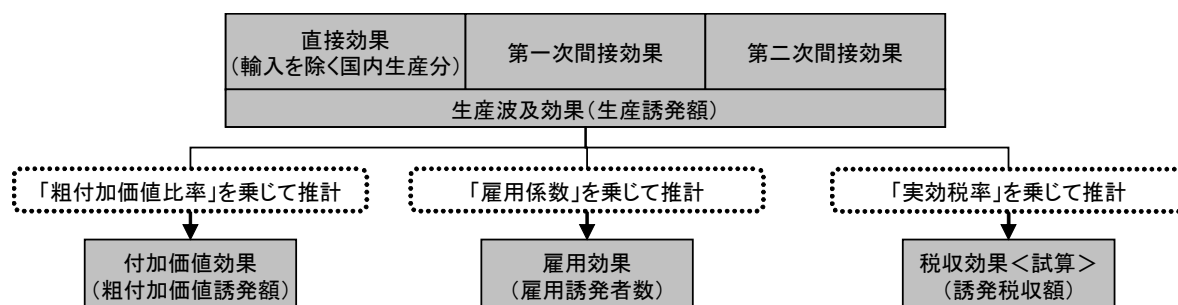 直接効果
(輸入を除く国内生産分)
第一次間接効果
第二次間接効果
生産波及効果(生産誘発額)
「粗付加価値比率」を乗じて推計
「雇用係数」を乗じて推計
「実効税率」を乗じて推計
付加価値効果
(粗付加価値誘発額)
雇用効果
(雇用誘発者数)
税収効果＜試算＞
(誘発税収額)